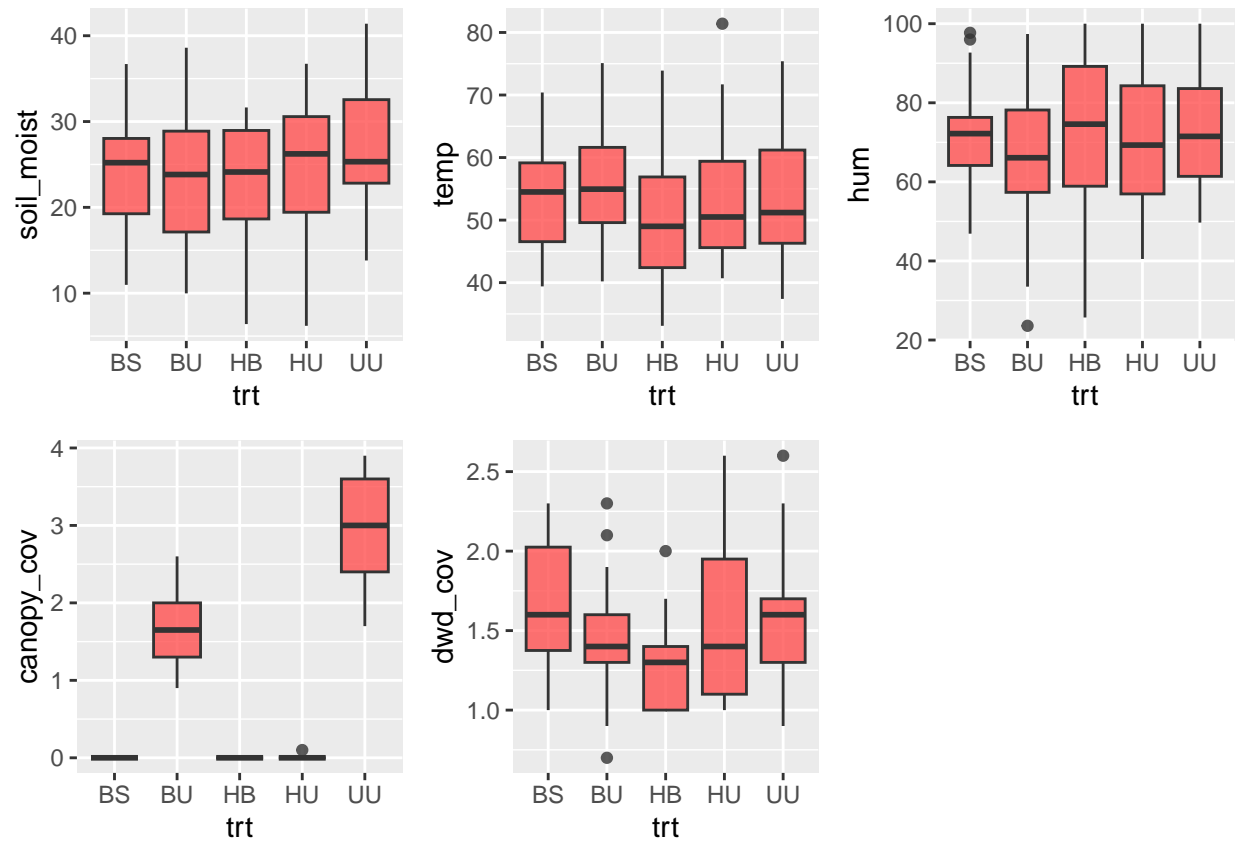 soil_moist
40
30
20
10
BS BU HB HU UU
trt
temp
80
70
60
50
40
BS BU HB HU UU
trt
hum
100
80
60
40
20
BS BU HB HU UU
trt
canopy_cov
4
3
2
1
0
BS BU HB HU UU
trt
dwd_cov
2.5
2.0
1.5
1.0
BS BU HB HU UU
trt